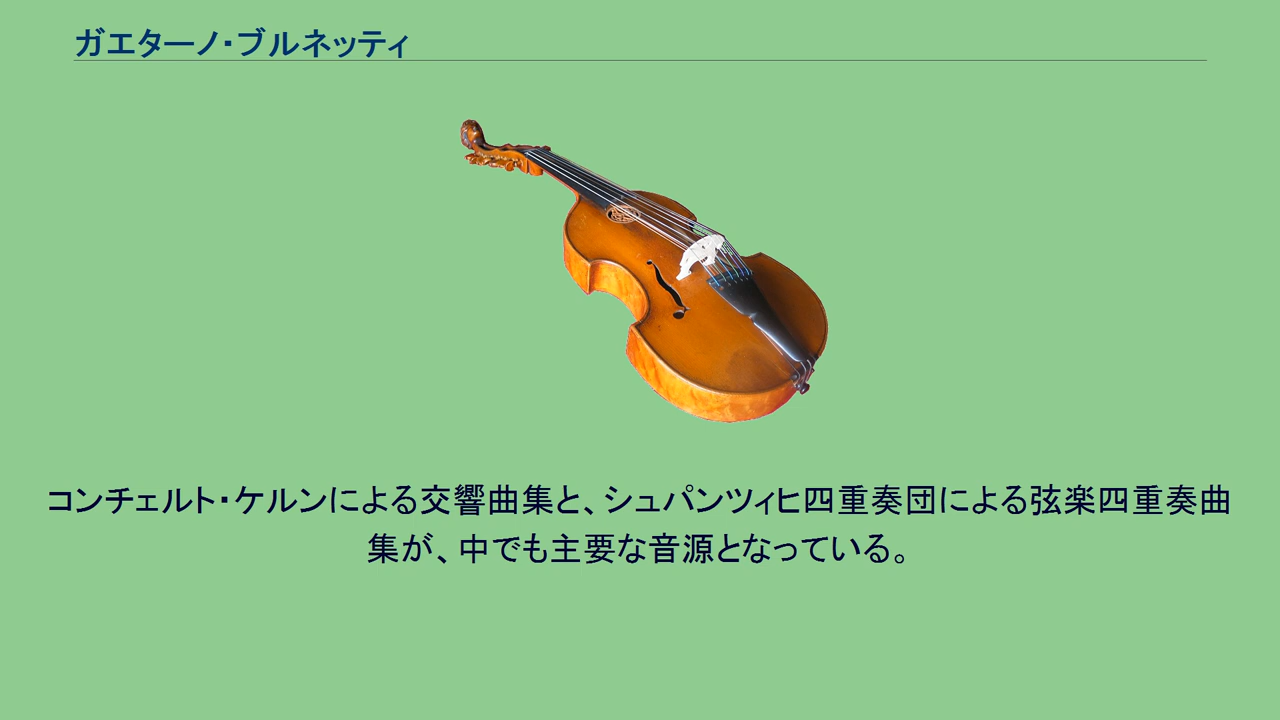 ガエターノ・ブルネッティ
コンチェルト・ケルンによる交響曲集と、シュパンツィヒ四重奏団による弦楽四重奏曲
集が、中でも主要な音源となっている。